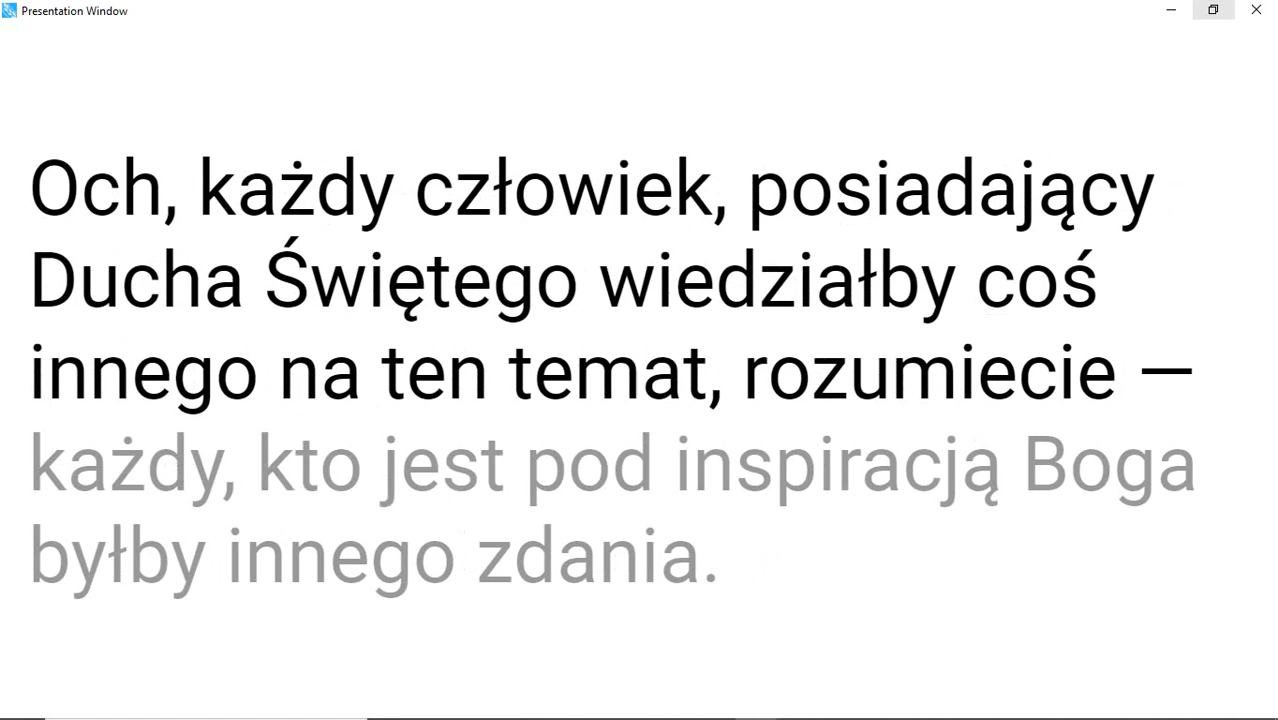 Presentation Window
Och, każdy człowiek, posiadający
Ducha Świętego wiedziałby coś
innego na ten temat, rozumiecie —
każdy, kto jest pod inspiracją Boga
byłby innego zdania.